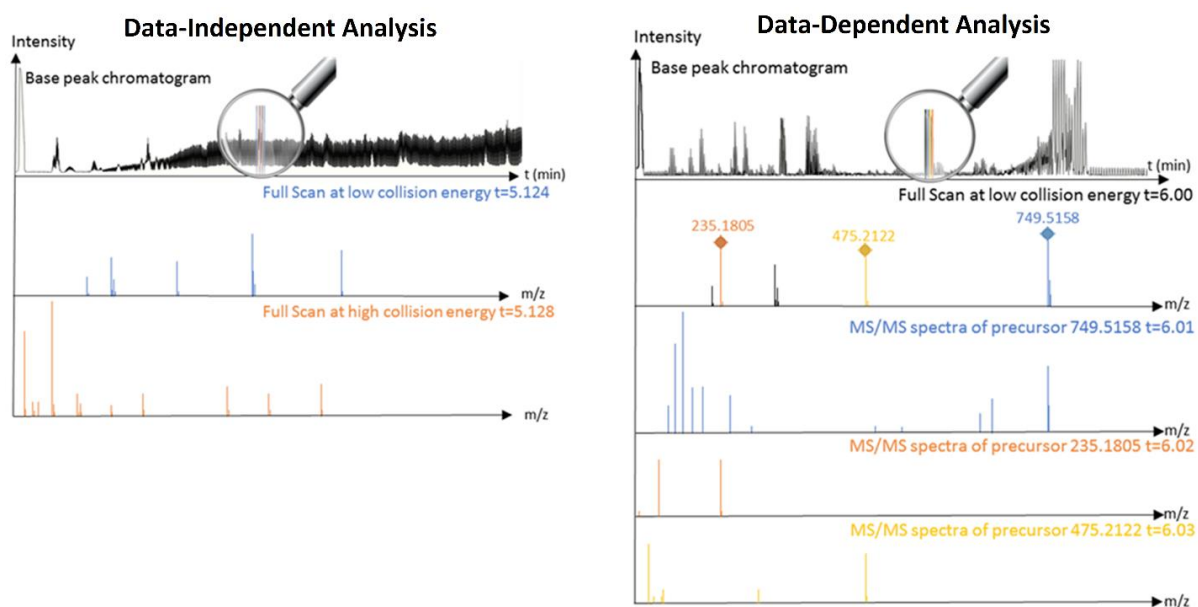 Data-Independent Analysis
Intensity
Base peak chromatogram
t (min)
Full Scan at low collision energy t=5.124
m/z
Full Scan at high collision energy t=5.128
m/z
Data-Dependent Analysis
Intensity
Base peak chromatogram
t (min)
Full Scan at low collision energy t=6.00
235.1805
475.2122
749.5158
m/z
MS/MS spectra of precursor 749.5158 t=6.01
m/z
MS/MS spectra of precursor 235.1805 t=6.02
m/z
MS/MS spectra of precursor 475.2122 t=6.03
m/z